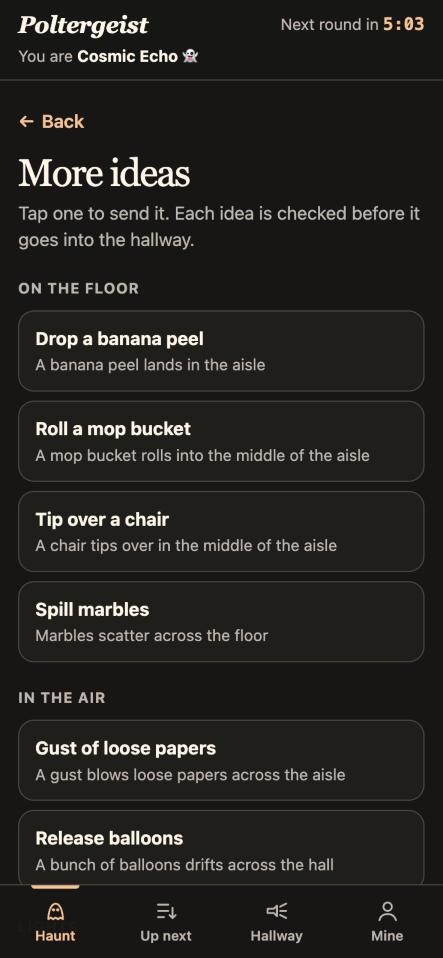 Poltergeist
Next round in 5:03
You are Cosmic Echo 👻
← Back
More ideas
Tap one to send it. Each idea is checked before it
goes into the hallway.
ON THE FLOOR
Drop a banana peel
A banana peel lands in the aisle
Roll a mop bucket
A mop bucket rolls into the middle of the aisle
Tip over a chair
A chair tips over in the middle of the aisle
Spill marbles
Marbles scatter across the floor
IN THE AIR
Gust of loose papers
A gust blows loose papers across the aisle
Release balloons
A bunch of balloons drifts across the hall
Haunt
Up next
Hallway
Mine